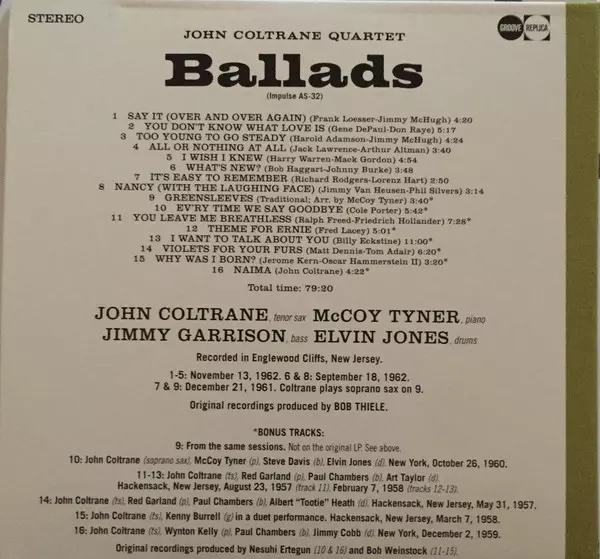 STEREO
GROOVE REPLICA
JOHN COLTRANE QUARTET
Ballads
(Impulse AS-32)
1 SAY IT (OVER AND OVER AGAIN) (Frank Loesser-Jimmy McHugh) 4:20
2 YOU DON'T KNOW WHAT LOVE IS (Gene DePaul-Don Raye) 5:17
3 TOO YOUNG TO GO STEADY (Harold Adamson-Jimmy McHugh) 4:24
4 ALL OR NOTHING AT ALL (Jack Lawrence-Arthur Altman) 3:40
5 I WISH I KNEW (Harry Warren-Mack Gordon) 4:54
6 WHAT'S NEW? (Bob Haggart-Johnny Burke) 3:48
7 IT'S EASY TO REMEMBER (Richard Rodgers-Lorenz Hart) 2:50
8 NANCY (WITH THE LAUGHING FACE) (Jimmy Van Heusen-Phil Silvers) 3:14
9 GREENSLEEVES (Traditional; Arr. by McCoy Tyner) 3:40*
10 EV'RY TIME WE SAY GOODBYE (Cole Porter) 5:42*
11 YOU LEAVE ME BREATHLESS (Ralph Freed-Friedrich Hollander) 7:28*
12 THEME FOR ERNIE (Fred Lacey) 5:01*
13 I WANT TO TALK ABOUT YOU (Billy Eckstine) 11:00*
14 VIOLETS FOR YOUR FURS (Matt Dennis-Tom Adair) 6:20*
15 WHY WAS I BORN? (Jerome Kern-Oscar Hammerstein II) 3:20*
16 NAIMA (John Coltrane) 4:22*
Total time: 79:20
JOHN COLTRANE, tenor sax McCOY TYNER, piano
JIMMY GARRISON, bass ELVIN JONES, drums
Recorded in Englewood Cliffs, New Jersey.
1-5: November 13, 1962. 6 & 8: September 18, 1962.
7 & 9: December 21, 1961. Coltrane plays soprano sax on 9.
Original recordings produced by BOB THIELE.
*BONUS TRACKS:
9: From the same sessions. Not on the original LP. See above.
10: John Coltrane (soprano sax), McCoy Tyner (p), Steve Davis (b), Elvin Jones (d). New York, October 26, 1960.
11-13: John Coltrane (ts), Red Garland (p), Paul Chambers (b), Art Taylor (d).
Hackensack, New Jersey, August 23, 1957 (track 11). February 7, 1958 (tracks 12-13).
14: John Coltrane (ts), Red Garland (p), Paul Chambers (b), Albert "Tootie" Heath (d). Hackensack, New Jersey, May 31, 1957.
15: John Coltrane (ts), Kenny Burrell (g) in a duet performance. Hackensack, New Jersey, March 7, 1958.
16: John Coltrane (ts), Wynton Kelly (p), Paul Chambers (b), Jimmy Cobb (d). New York, December 2, 1959.
Original recordings produced by Nesuhi Ertegun (10 & 16) and Bob Weinstock (11-15).